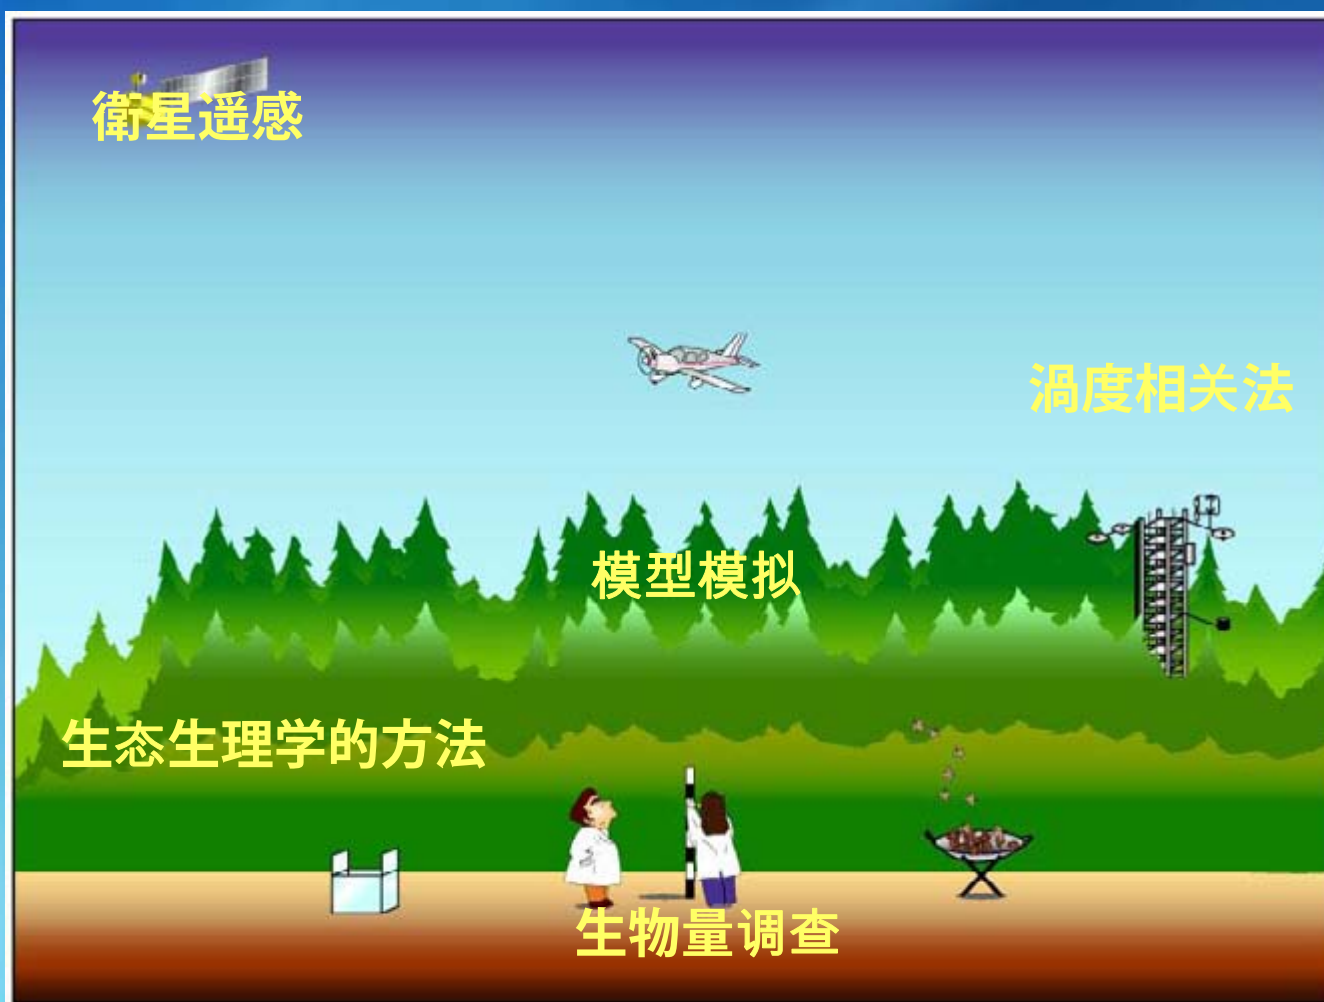 衛星遥感
渦度相关法
模型模拟
生态生理学的方法
生物量调查